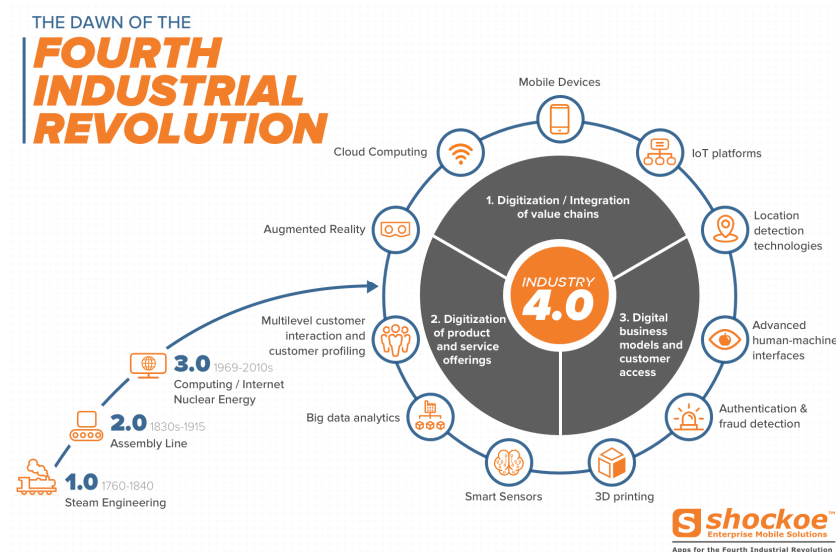 THE DAWN OF THE
FOURTH
INDUSTRIAL
REVOLUTION
Mobile Devices
Cloud Computing
IoT platforms
Augmented Reality
Location
detection
technologies
1. Digitization / Integration
of value chains
INDUSTRY
4.0
2. Digitization
of product
and service
offerings
3. Digital
business
models and
customer
access
Multilevel customer
interaction and
customer profiling
Advanced
human-machine
interfaces
Big data analytics
Authentication &
fraud detection
Smart Sensors
3D printing
3.0 1969-2010s
Computing / Internet
Nuclear Energy
2.0 1830s-1915
Assembly Line
1.0 1760-1840
Steam Engineering
S shockoe™
Enterprise Mobile Solutions
Apps for the Fourth Industrial Revolution